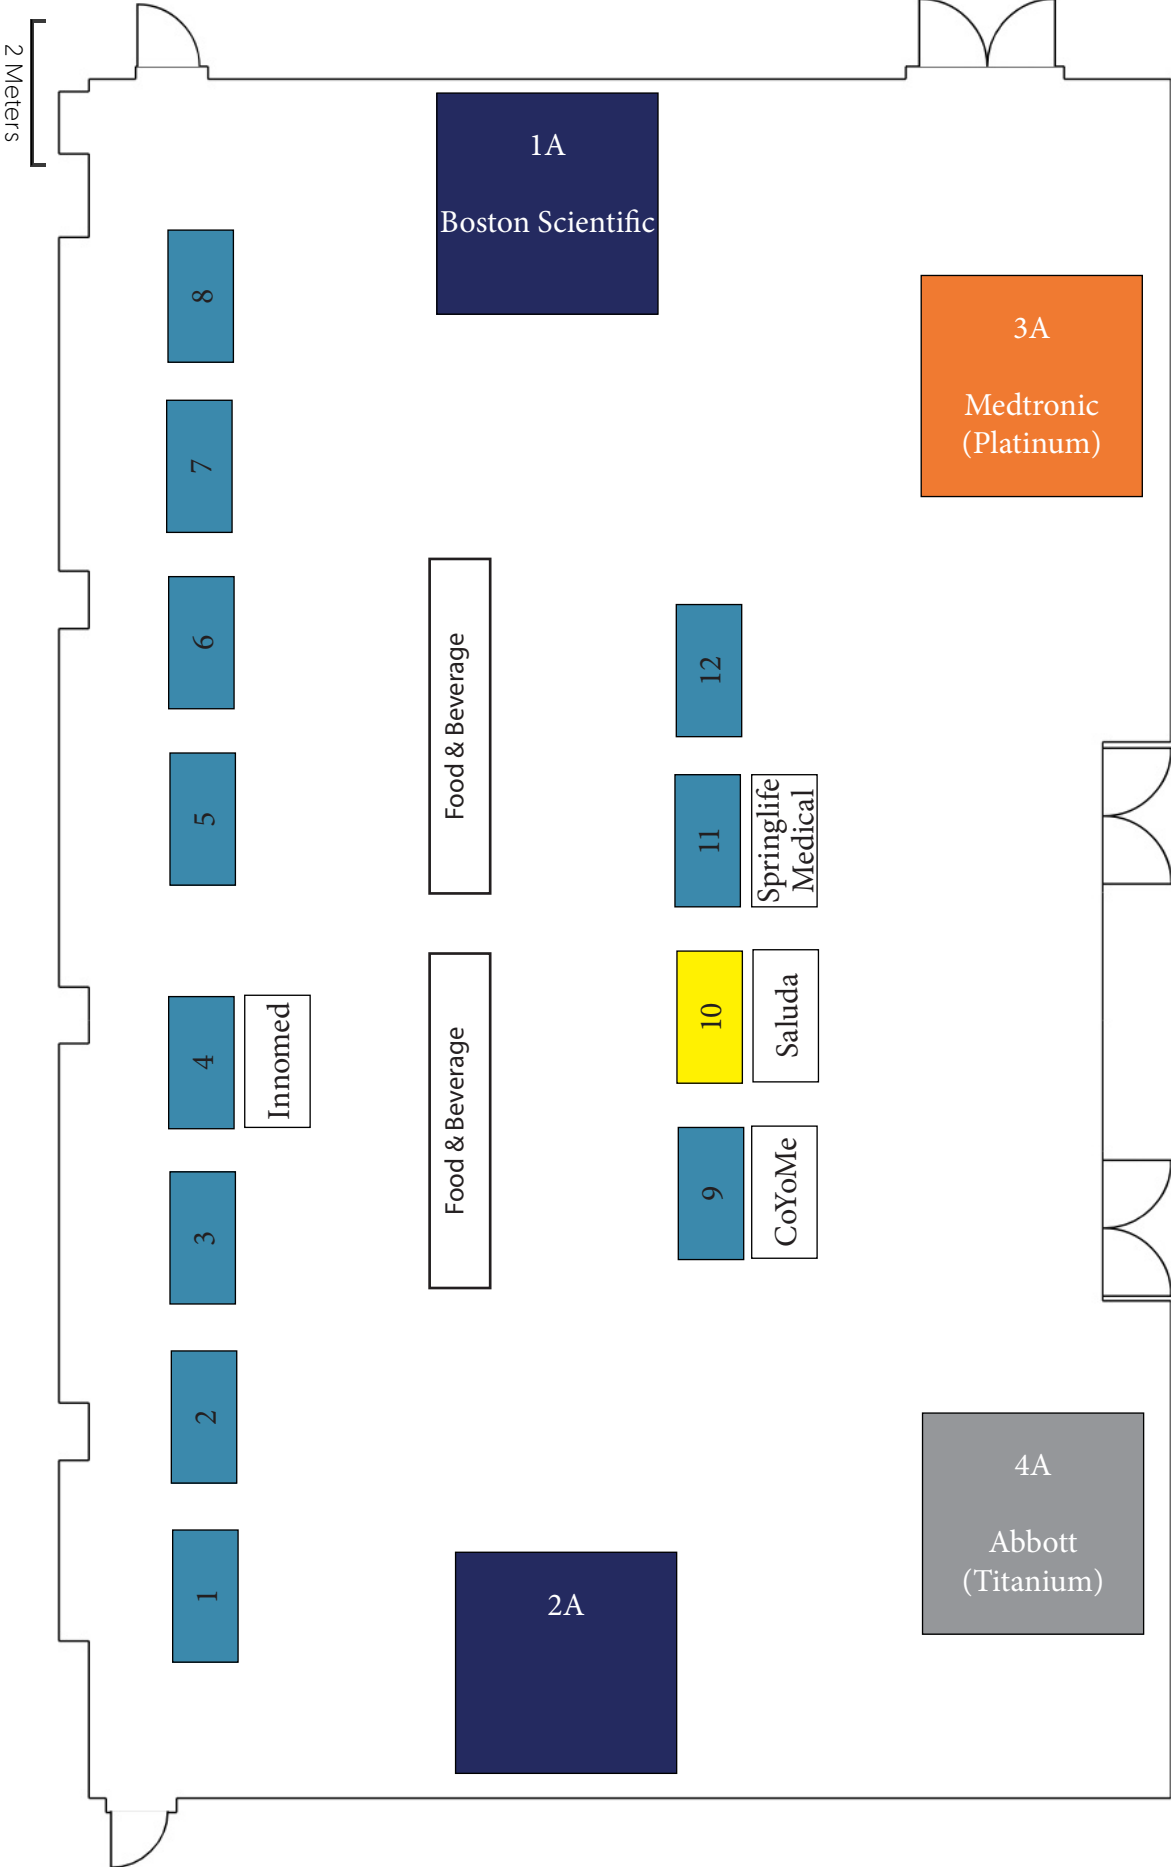 2 Meters
1A
Boston Scientific
8
3A
Medtronic
(Platinum)
7
6
Food & Beverage
12
5
11
Springlife
Medical
4
Innomed
Food & Beverage
10
Saluda
3
9
CoYoMe
2
4A
Abbott
(Titanium)
1
2A